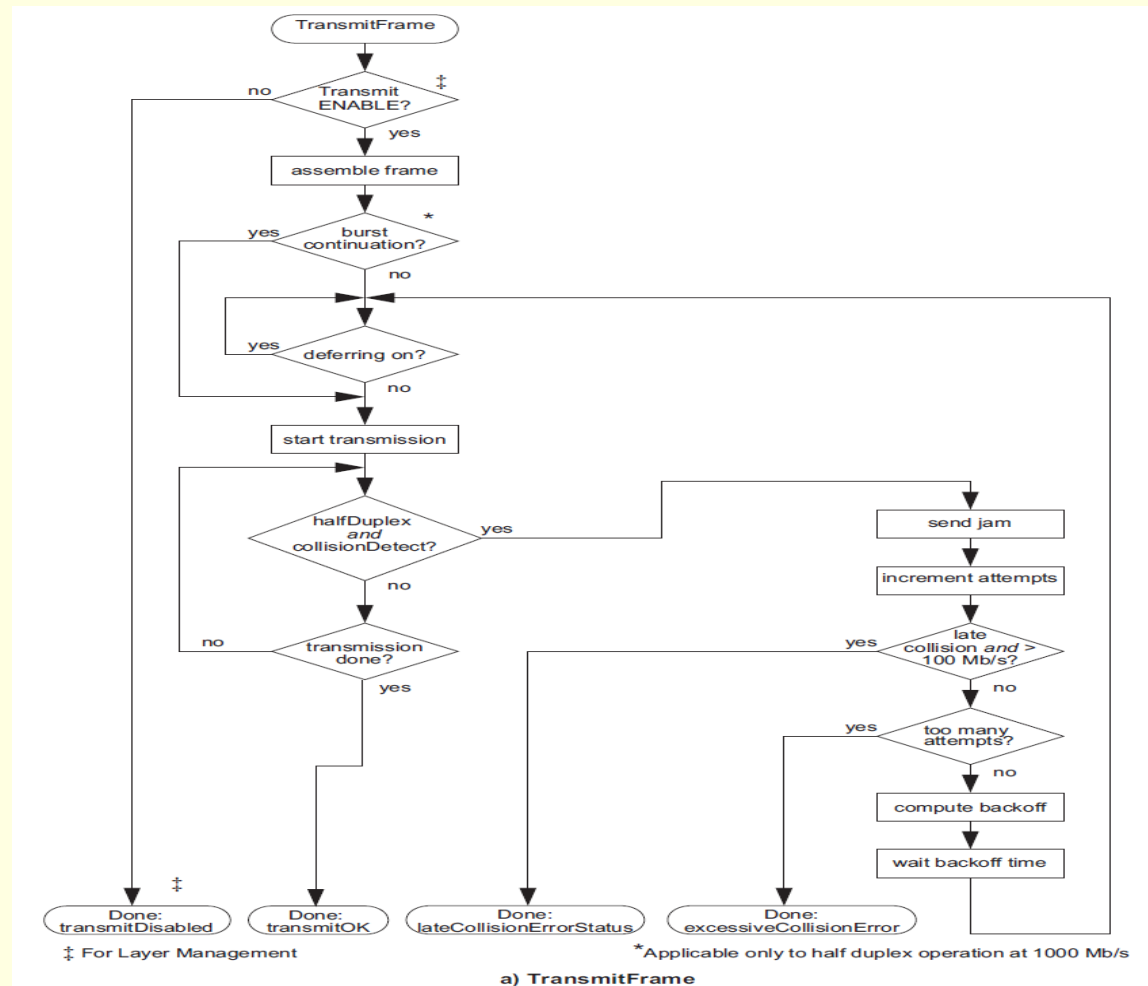 TransmitFrame
‡
Transmit
ENABLE?
no
yes
assemble frame
*
burst
continuation?
yes
no
deferring on?
yes
no
start transmission
halfDuplex
and
collisionDetect?
yes
no
transmission
done?
no
yes
send jam
increment attempts
late
collision and >
100 Mb/s?
yes
no
too many
attempts?
yes
no
compute backoff
wait backoff time
‡
Done:
transmitDisabled
Done:
transmitOK
Done:
lateCollisionErrorStatus
Done:
excessiveCollisionError
‡ For Layer Management
*Applicable only to half duplex operation at 1000 Mb/s
a) TransmitFrame